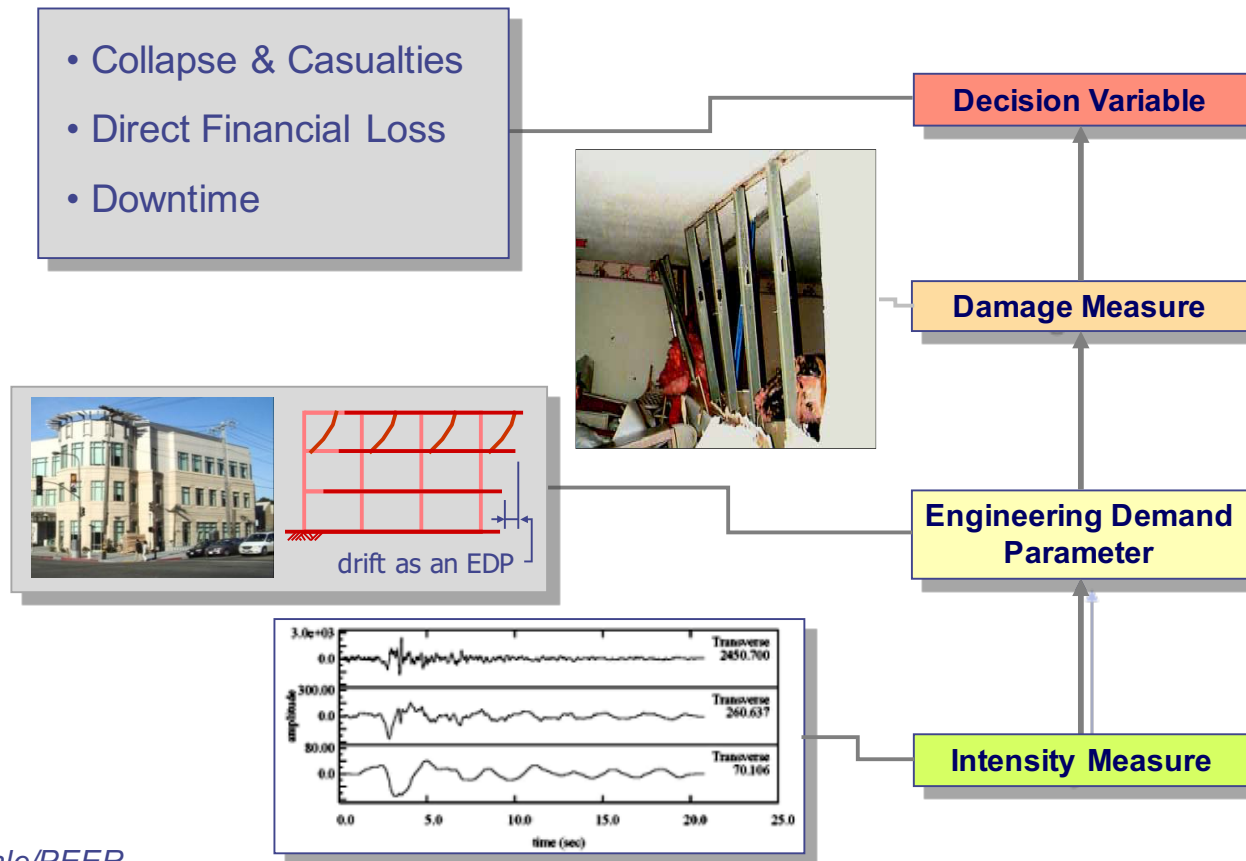 • Collapse & Casualties
• Direct Financial Loss
• Downtime
Decision Variable
Damage Measure
Engineering Demand
Parameter
drift as an EDP
3.0e+03
0.0
Transverse
2450.700
300.00
0.0
Transverse
260.637
80.00
0.0
Transverse
70.106
amplitude
0.0 5.0 10.0 15.0 20.0 25.0
time (sec)
Intensity Measure